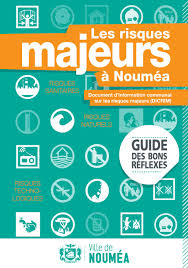 Les risques
majeurs
à Nouméa
Document d'information communal
sur les risques majeurs (DICRIM)
RISQUES
SANITAIRES
RISQUES
NATURELS
GUIDE
DES BONS
RÉFLEXES
RISQUES
TECHNO-
LOGIQUES
Ville de
NOUMÉA